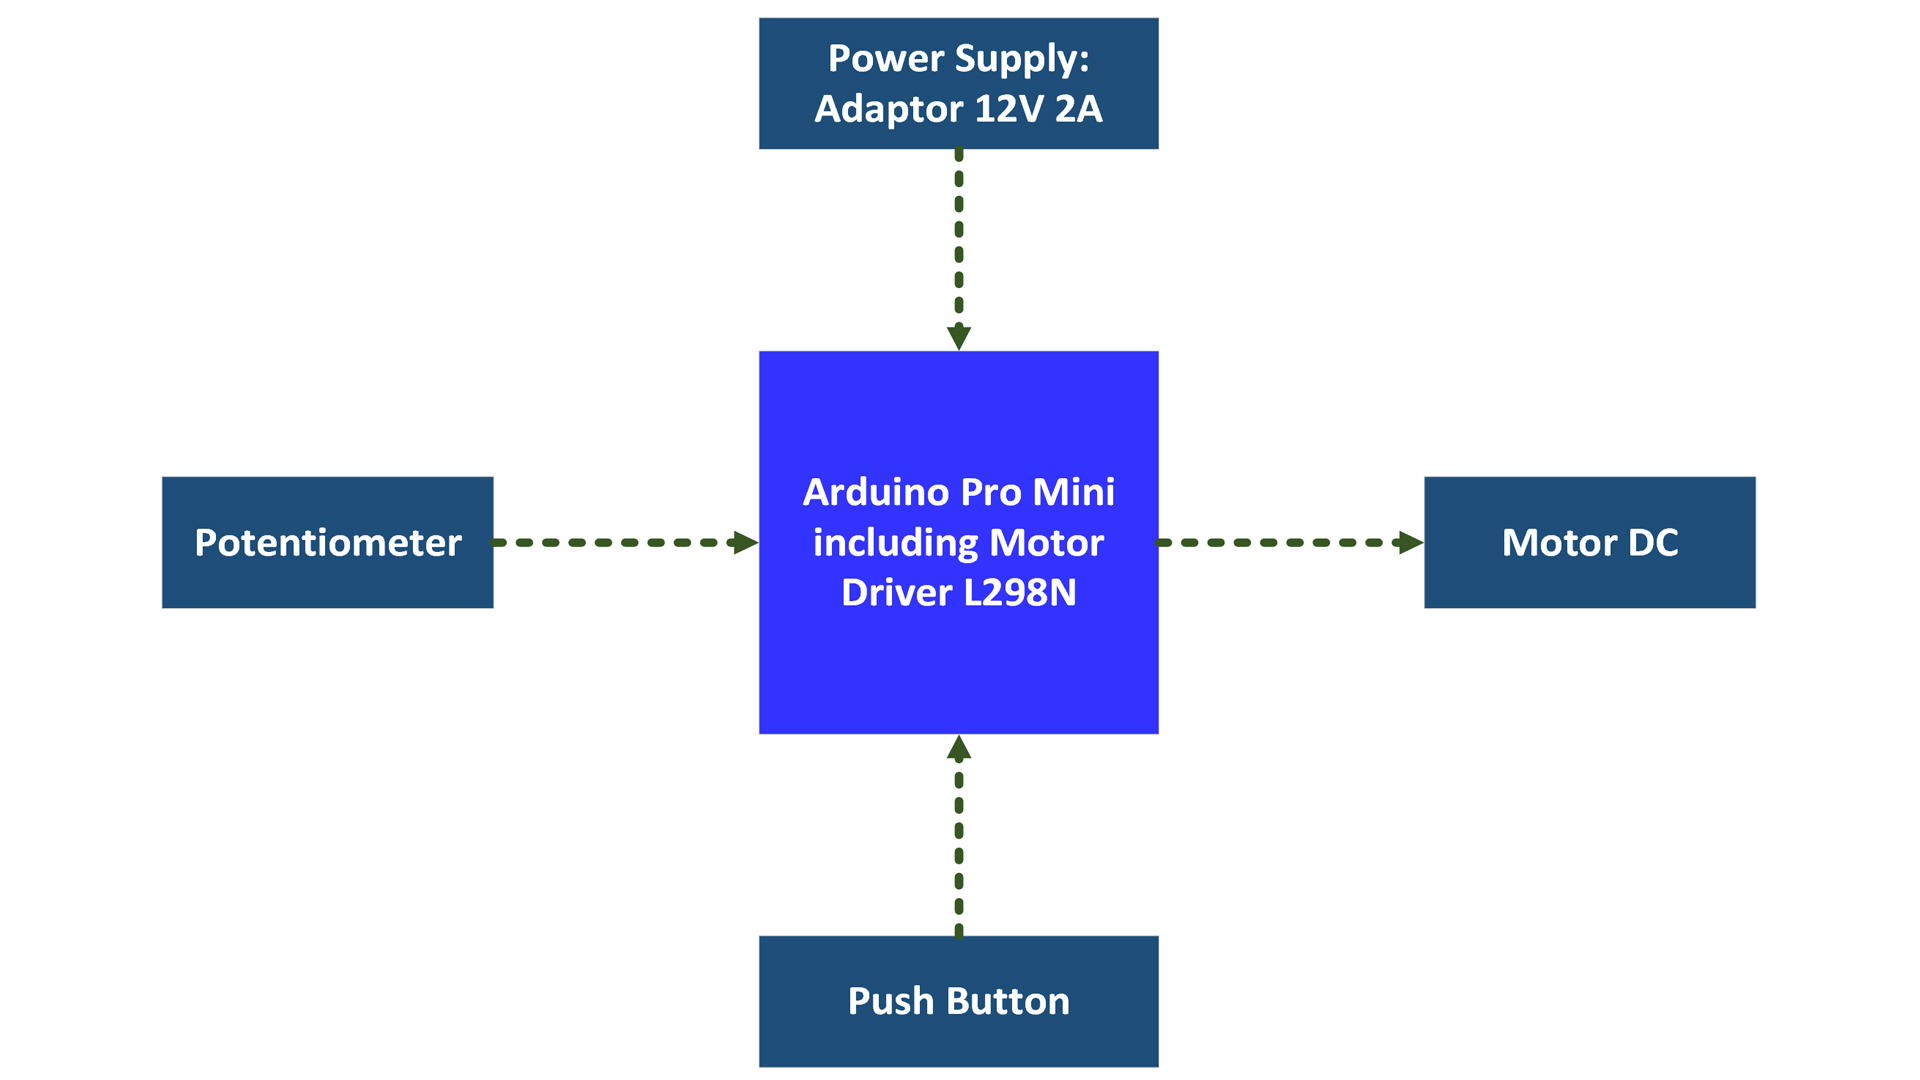 Power Supply:
Adaptor 12V 2A
Potentiometer
Arduino Pro Mini
including Motor
Driver L298N
Motor DC
Push Button